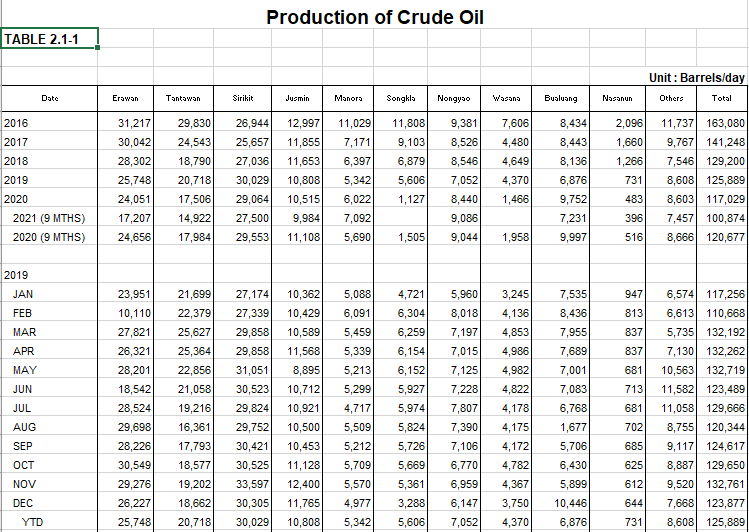 Production of Crude Oil
TABLE 2.1-1
Unit : Barrels/day
Date Erawan Tantawan Sirikit Jusmin Manora Songkla Nongyao Wasana Bualuang Nasanun Others Total
2016 31,217 29,830 26,944 12,997 11,029 11,808 9,381 7,606 8,434 2,096 11,737 163,080
2017 30,042 24,543 25,657 11,855 7,171 9,103 8,526 4,480 8,443 1,660 9,767 141,248
2018 28,302 18,790 27,036 11,653 6,397 6,879 8,546 4,649 8,136 1,266 7,546 129,200
2019 25,748 20,718 30,029 10,808 5,342 5,606 7,052 4,370 6,876 731 8,608 125,889
2020 24,051 17,506 29,064 10,515 6,022 1,127 8,440 1,466 9,752 483 8,603 117,029
2021 (9 MTHS) 17,207 14,922 27,500 9,984 7,092 9,086 7,231 396 7,457 100,874
2020 (9 MTHS) 24,656 17,984 29,553 11,108 5,690 1,505 9,044 1,958 9,997 516 8,666 120,677
2019
JAN 23,951 21,699 27,174 10,362 5,088 4,721 5,960 3,245 7,535 947 6,574 117,256
FEB 10,110 22,379 27,339 10,429 6,091 6,304 8,018 4,136 8,436 813 6,613 110,668
MAR 27,821 25,627 29,858 10,589 5,459 6,259 7,197 4,853 7,955 837 5,735 132,192
APR 26,321 25,364 29,858 11,568 5,339 6,154 7,015 4,986 7,689 837 7,130 132,262
MAY 28,201 22,856 31,051 8,895 5,213 6,152 7,125 4,982 7,001 681 10,563 132,719
JUN 18,542 21,058 30,523 10,712 5,299 5,927 7,228 4,822 7,083 713 11,582 123,489
JUL 28,524 19,216 29,824 10,921 4,717 5,974 7,807 4,178 6,768 681 11,058 129,666
AUG 29,698 16,361 29,752 10,500 5,509 5,824 7,390 4,175 1,677 702 8,755 120,344
SEP 28,226 17,793 30,421 10,453 5,212 5,726 7,106 4,172 5,706 685 9,117 124,617
OCT 30,549 18,577 30,525 11,128 5,709 5,669 6,770 4,782 6,430 625 8,887 129,650
NOV 29,276 19,202 33,597 12,400 5,570 5,361 6,959 4,367 5,899 612 9,520 132,761
DEC 26,227 18,662 30,305 11,765 4,977 3,288 6,147 3,750 10,446 644 7,668 123,877
YTD 25,748 20,718 30,029 10,808 5,342 5,606 7,052 4,370 6,876 731 8,608 125,889